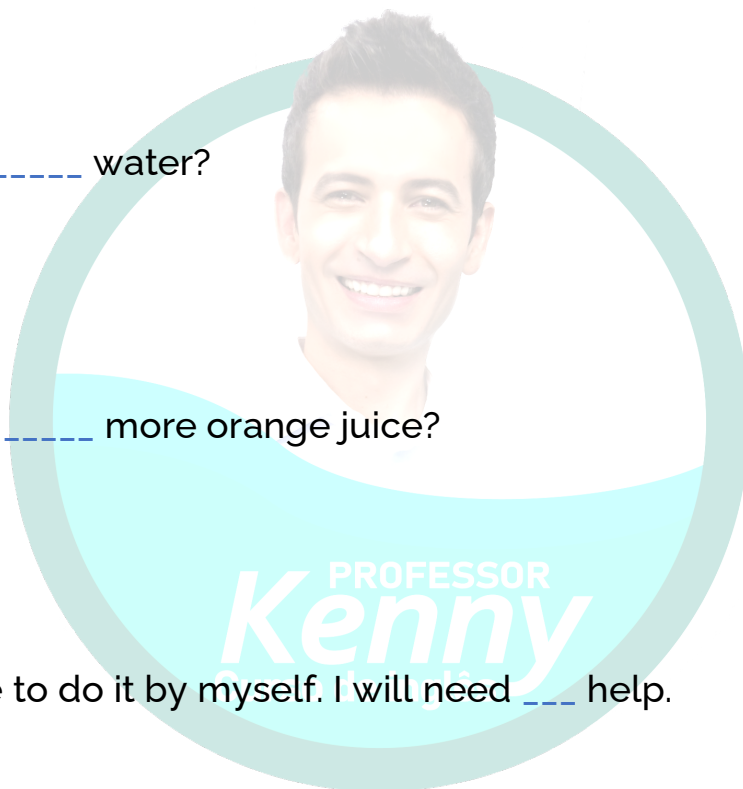 _____ water?
_____ more orange juice?
PROFESSOR
Kenny
to do it by myself. I will need ___ help.